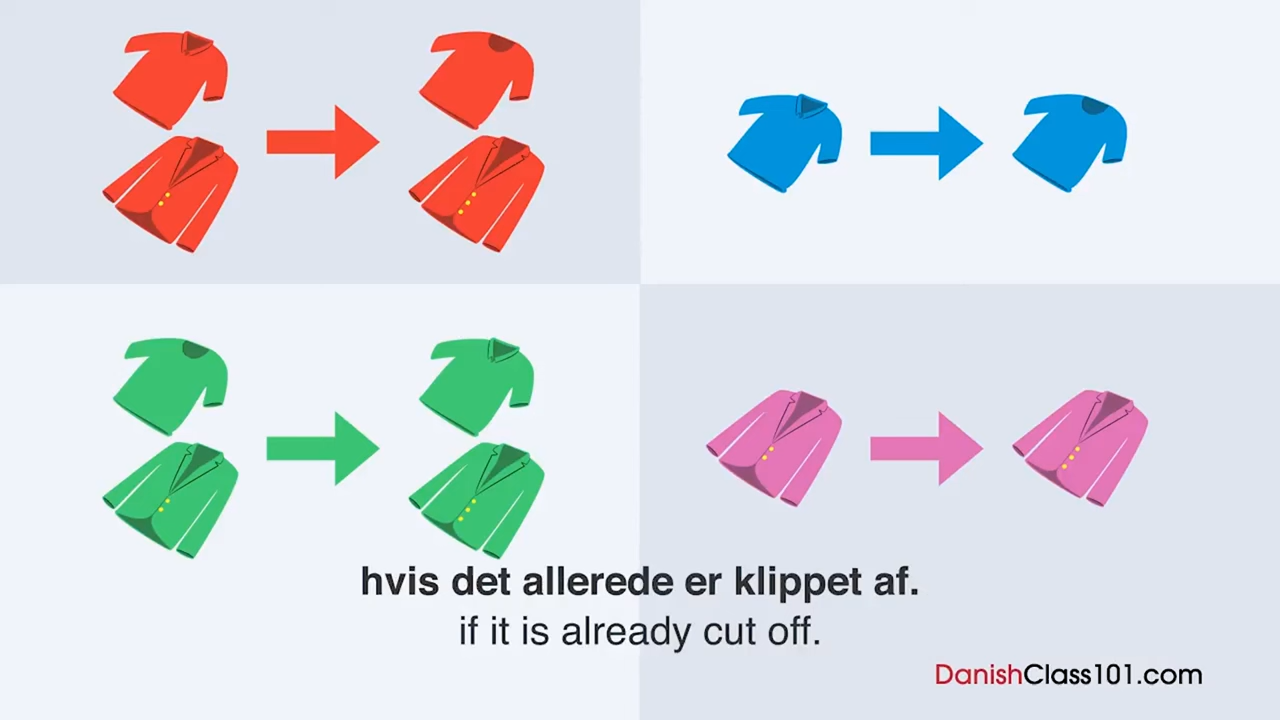 hvis det allerede er klippet af.
if it is already cut off.
DanishClass101.com